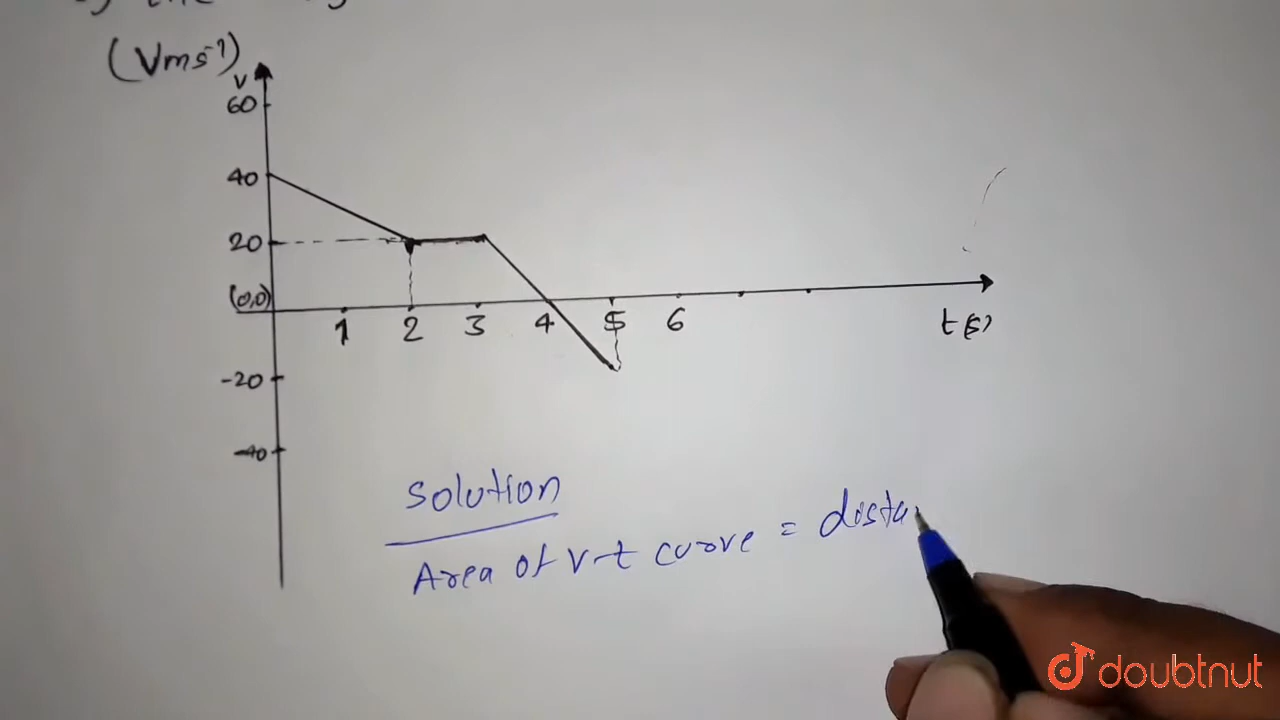 the
(Vms⁻¹)
v
60
40
20
(0,0)
1 2 3 4 5 6
t(s)
-20
-40
solution
Area of v-t curve = dista
doubtnut